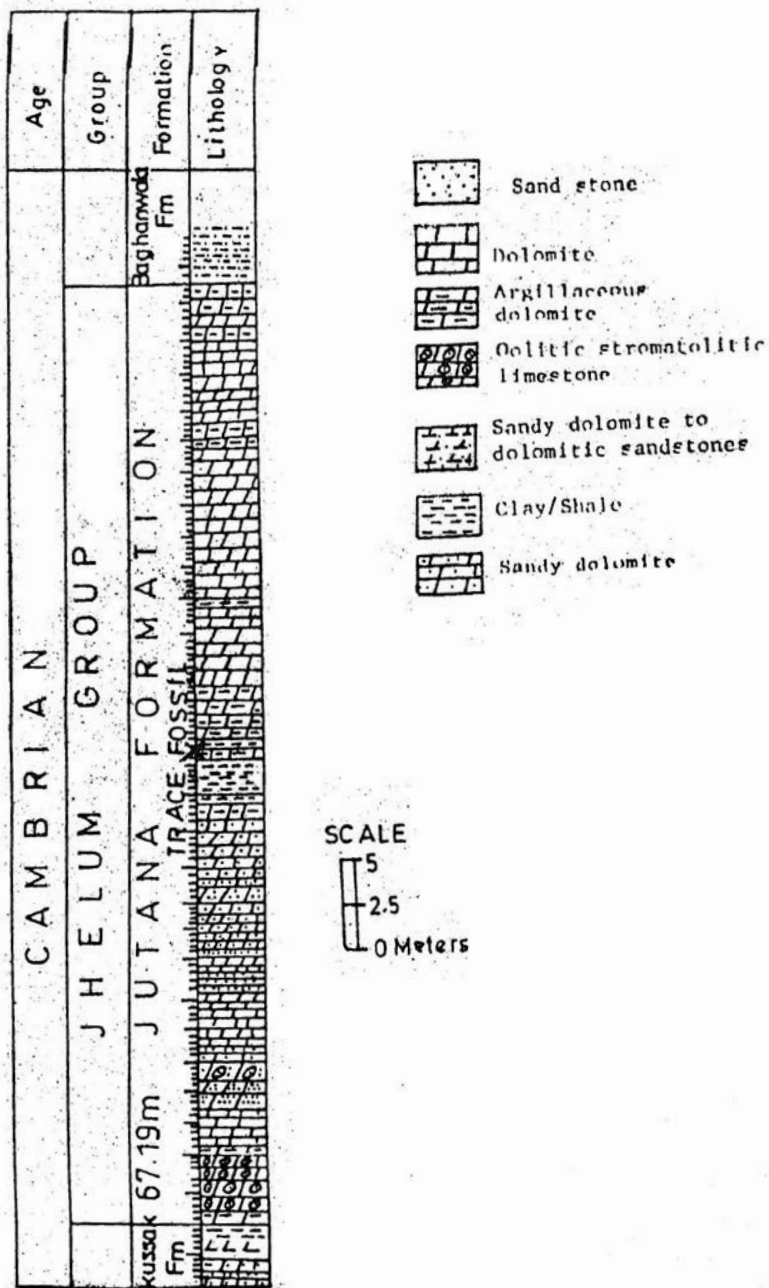 Age
Group
Formation
Lithology
Baghanwala
Fm
CAMBRIAN
JHELUM GROUP
67.19m JUTANA FORMATION
TRACE FOSSIL
kussak
Fm
Sand stone
Dolomite
Argillaceous
dolomite
Oolitic stromatolitic
limestone
Sandy dolomite to
dolomitic sandstones
Clay/Shale
Sandy dolomite
SCALE
5
2.5
0 Meters